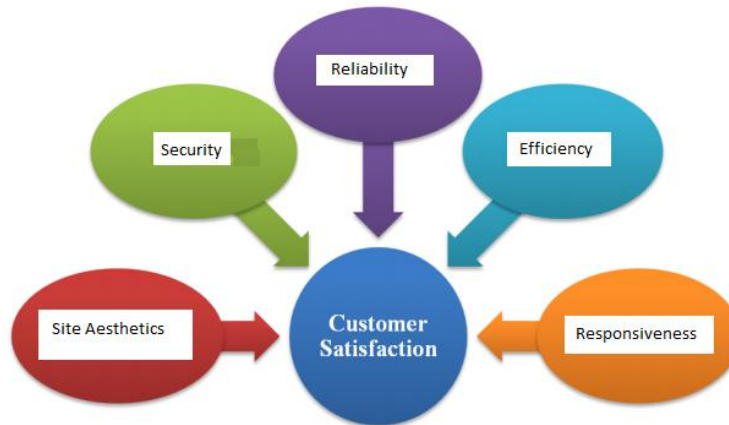 Reliability
Security
Efficiency
Site Aesthetics
Customer
Satisfaction
Responsiveness